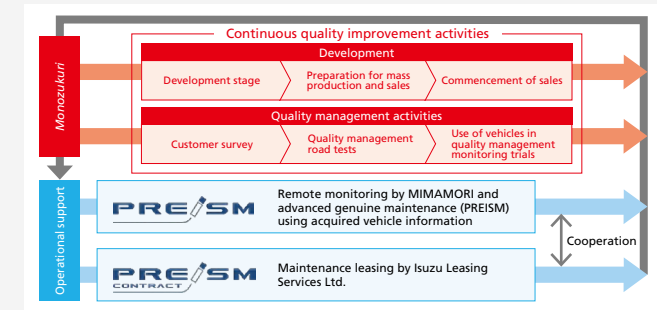 Continuous quality improvement activities
Monozukuri
Development
Development stage
Preparation for mass
production and sales
Commencement of sales
Quality management activities
Customer survey
Quality management
road tests
Use of vehicles in
quality management
monitoring trials
Operational support
PREISM
Remote monitoring by MIMAMORI and
advanced genuine maintenance (PREISM)
using acquired vehicle information
Cooperation
PREISM
CONTRACT
Maintenance leasing by Isuzu Leasing
Services Ltd.